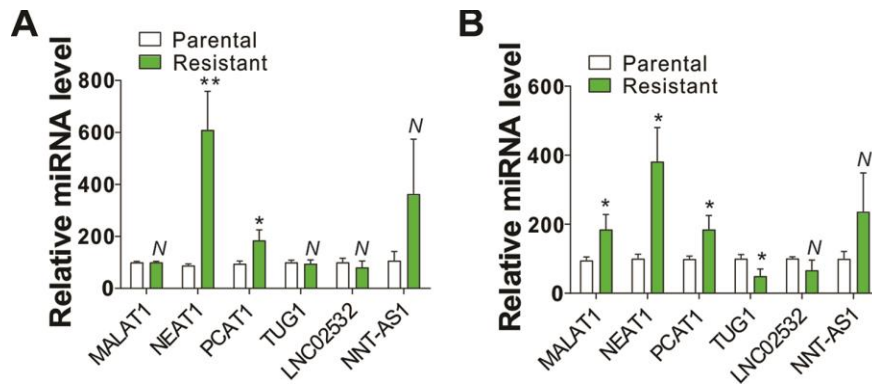 A
Parental
Resistant
Relative miRNA level
800
600
400
200
0
N
**
*
N
N
N
MALAT1
NEAT1
PCAT1
TUG1
LNC02532
NNT-AS1
B
Parental
Resistant
Relative miRNA level
600
400
200
0
*
*
*
*
N
N
MALAT1
NEAT1
PCAT1
TUG1
LNC02532
NNT-AS1